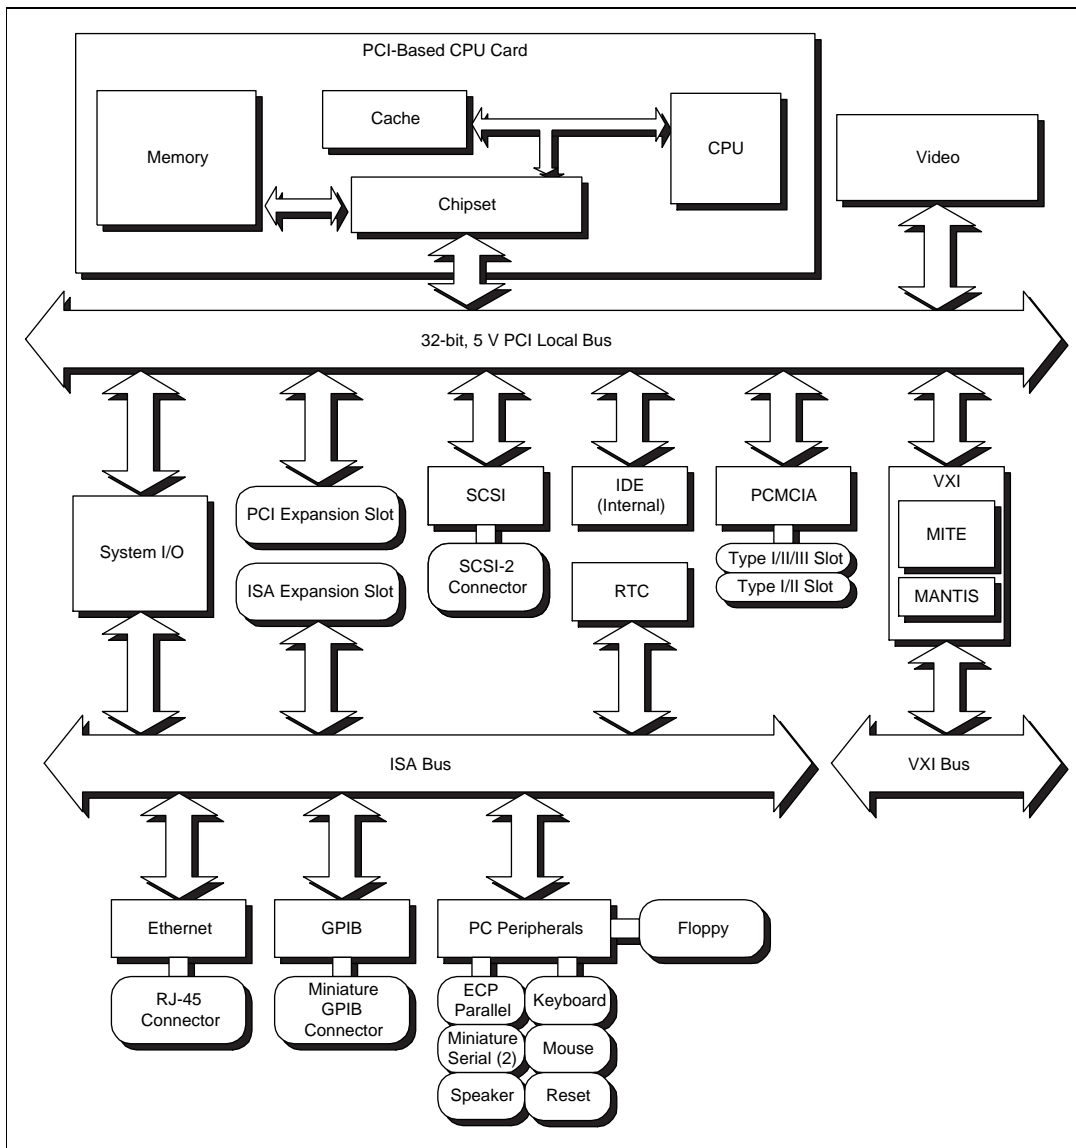 PCI-Based CPU Card
Cache
Memory
CPU
Video
Chipset
32-bit, 5 V PCI Local Bus
SCSI
IDE
(Internal)
PCMCIA
VXI
PCI Expansion Slot
MITE
System I/O
Type I/II/III Slot
SCSI-2
Connector
ISA Expansion Slot
RTC
Type I/II Slot
MANTIS
ISA Bus
VXI Bus
Ethernet
GPIB
PC Peripherals
Floppy
RJ-45
Connector
Miniature
GPIB
Connector
ECP
Parallel
Keyboard
Miniature
Serial (2)
Mouse
Speaker
Reset